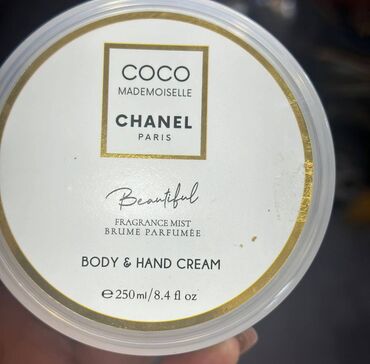 COCO
MADEMOISELLE
CHANEL
PARIS
Beautiful
FRAGRANCE MIST
BRUME PARFUMÉE
BODY & HAND CREAM
℮250ml/8.4 fl oz